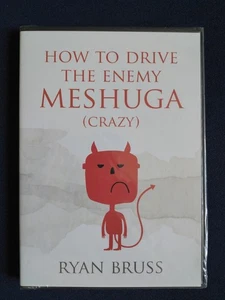 HOW TO DRIVE
THE ENEMY
MESHUGA
(CRAZY)
RYAN BRUSS